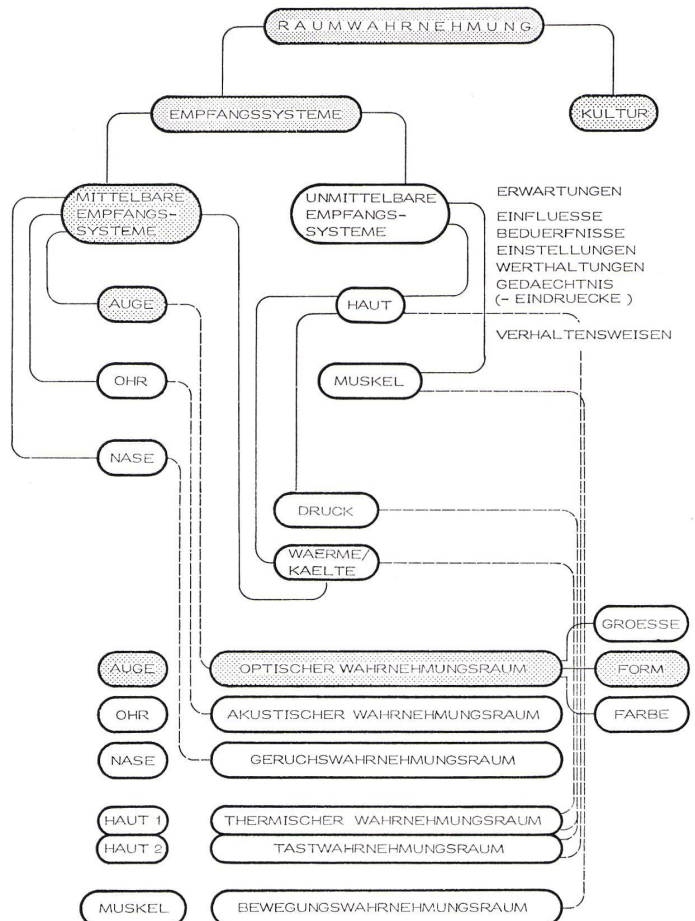 RAUMWAHRNEHMUNG
EMPFANGSSYSTEME
KULTUR
MITTELBARE
EMPFANGS-
SYSTEME
UNMITTELBARE
EMPFANGS-
SYSTEME
ERWARTUNGEN
EINFLUESSE
BEDUERFNISSE
EINSTELLUNGEN
WERTHALTUNGEN
GEDAECHTNIS
(- EINDRUECKE )
VERHALTENSWEISEN
AUGE
HAUT
OHR
MUSKEL
NASE
DRUCK
WAERME/
KAELTE
GROESSE
AUGE
OPTISCHER WAHRNEHMUNGSRAUM
FORM
OHR
AKUSTISCHER WAHRNEHMUNGSRAUM
FARBE
NASE
GERUCHSWAHRNEHMUNGSRAUM
HAUT 1
THERMISCHER WAHRNEHMUNGSRAUM
HAUT 2
TASTWAHRNEHMUNGSRAUM
MUSKEL
BEWEGUNGSWAHRNEHMUNGSRAUM